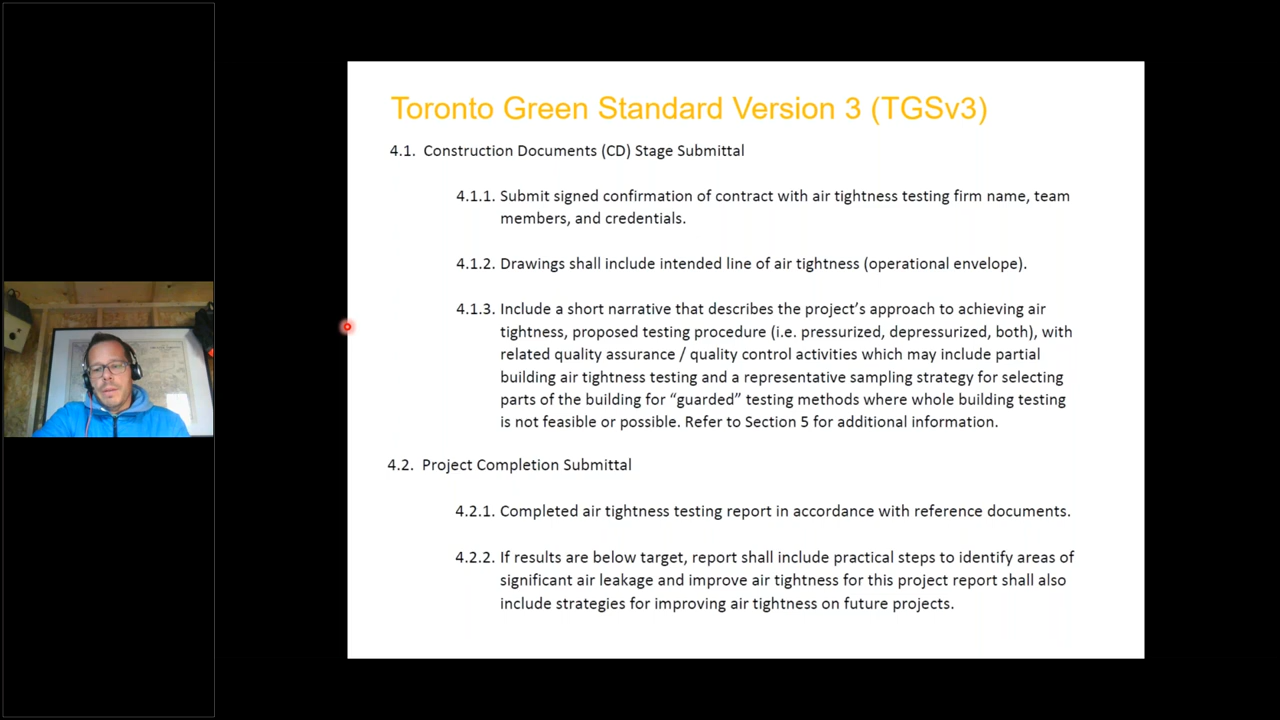 Toronto Green Standard Version 3 (TGSv3)
4.1. Construction Documents (CD) Stage Submittal
4.1.1. Submit signed confirmation of contract with air tightness testing firm name, team
members, and credentials.
4.1.2. Drawings shall include intended line of air tightness (operational envelope).
4.1.3. Include a short narrative that describes the project’s approach to achieving air
tightness, proposed testing procedure (i.e. pressurized, depressurized, both), with
related quality assurance / quality control activities which may include partial
building air tightness testing and a representative sampling strategy for selecting
parts of the building for “guarded” testing methods where whole building testing
is not feasible or possible. Refer to Section 5 for additional information.
4.2. Project Completion Submittal
4.2.1. Completed air tightness testing report in accordance with reference documents.
4.2.2. If results are below target, report shall include practical steps to identify areas of
significant air leakage and improve air tightness for this project report shall also
include strategies for improving air tightness on future projects.